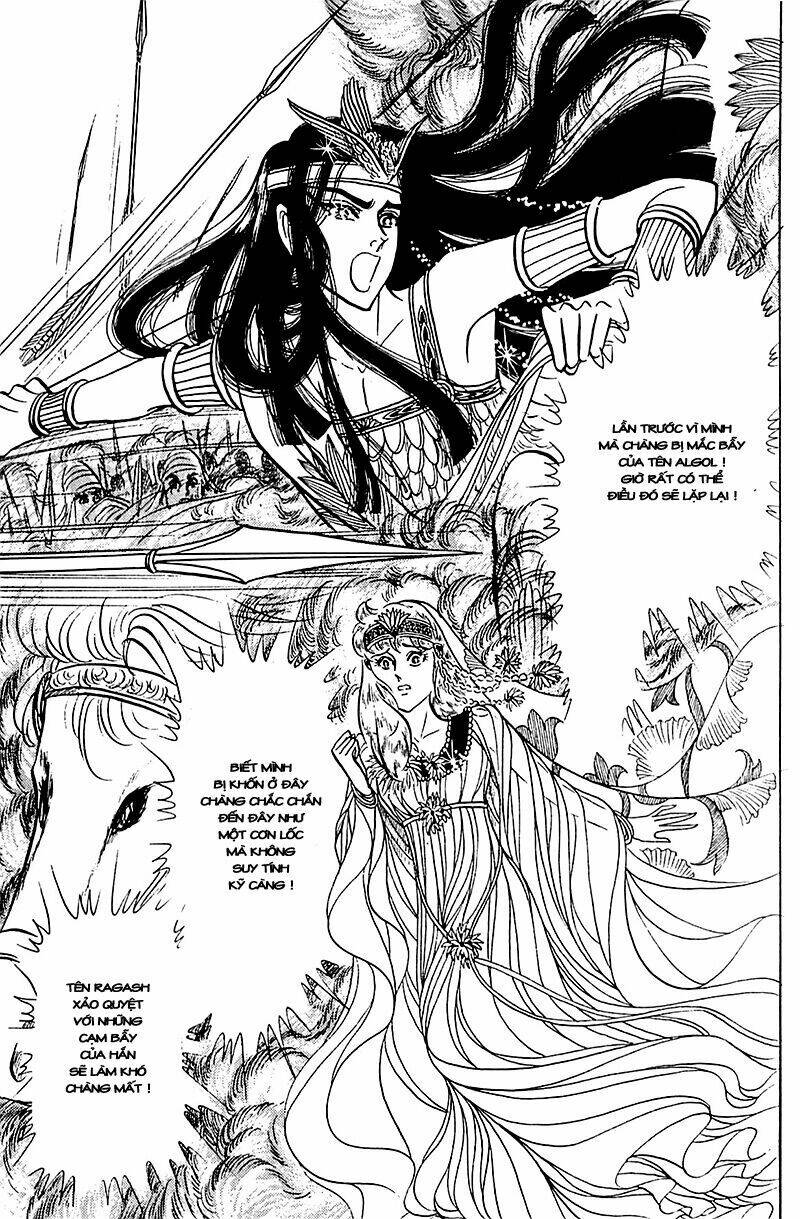 LẦN TRƯỚC VÌ MÌNH
MÀ CHÀNG BỊ MẮC BẪY
CỦA TÊN ALGOL !
GIỜ RẤT CÓ THỂ
ĐIỀU ĐÓ SẼ LẶP LẠI !
BIẾT MÌNH
BỊ KHỐN Ở ĐÂY
CHÀNG CHẮC CHẮN
ĐẾN ĐÂY NHƯ
MỘT CƠN LỐC
MÀ KHÔNG
SUY TÍNH
KỸ CÀNG !
TÊN RAGASH
XẢO QUYỆT
VỚI NHỮNG
CẠM BẪY
CỦA HẮN
SẼ LÀM KHÓ
CHÀNG MẤT !